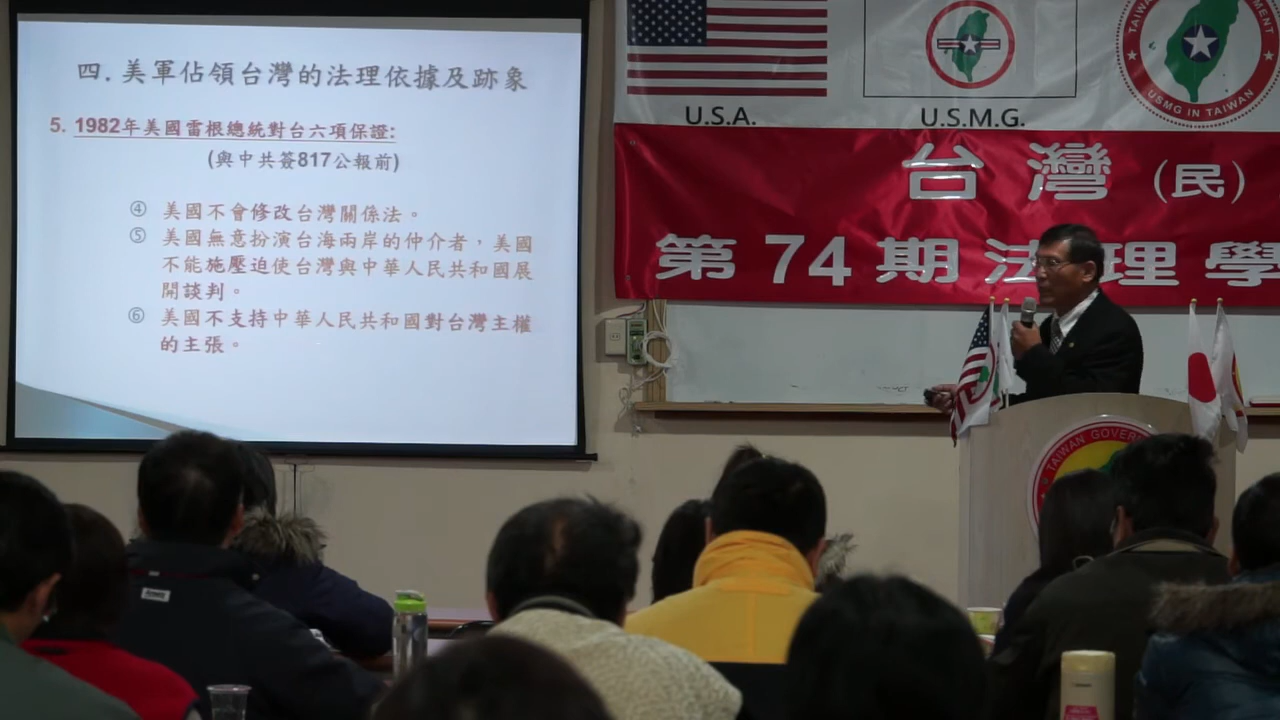 四. 美軍佔領台灣的法理依據及跡象
5. 1982年美國雷根總統對台六項保證:
(與中共簽817公報前)
④ 美國不會修改台灣關係法。
⑤ 美國無意扮演台海兩岸的仲介者，美國
不能施壓迫使台灣與中華人民共和國展
開談判。
⑥ 美國不支持中華人民共和國對台灣主權
的主張。
U.S.A.
U.S.M.G.
USMG IN TAIWAN
台灣(民)
第74期法理學
TAIWAN GOVER